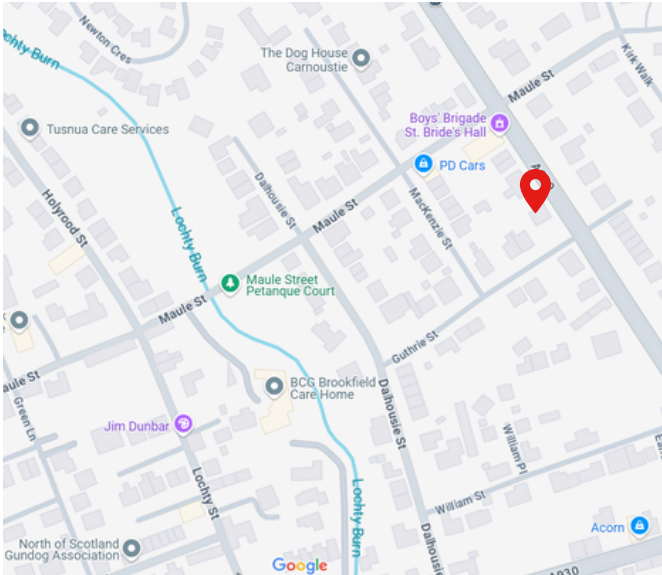 Newton Cres
Lochty Burn
The Dog House
Carnoustie
Kirk Walk
Maule St
Boys' Brigade
St. Bride's Hall
Tusnua Care Services
PD Cars
Dalhousie St
Holyrood St
Maule St
MacKenzie St
Lochty Burn
Maule Street
Petanque Court
Maule St
Guthrie St
aule St
BCG Brookfield
Care Home
Green Ln
Dalhousie St
Jim Dunbar
William Pl
Lochty St
William St
Lochty Burn
Acorn
Dalhousie
North of Scotland
Gundog Association
Google
A930